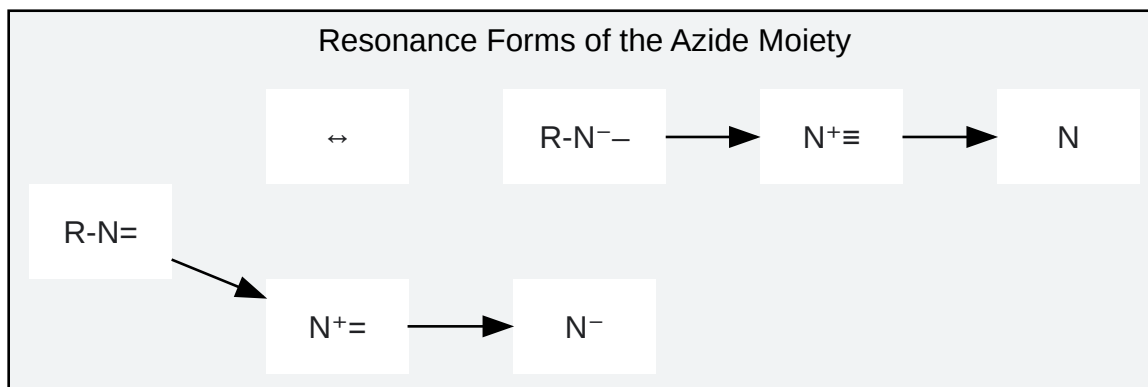 Resonance Forms of the Azide Moiety
↔
R-N⁻–
N⁺≡
N
R-N=
N⁺=
N⁻